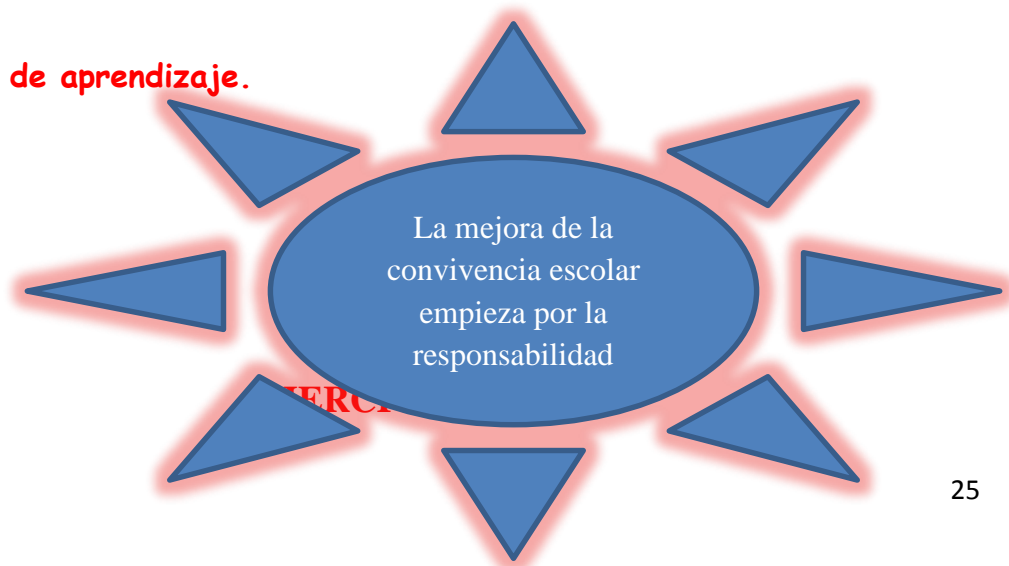 de aprendizaje.
La mejora de la
convivencia escolar
empieza por la
responsabilidad
25